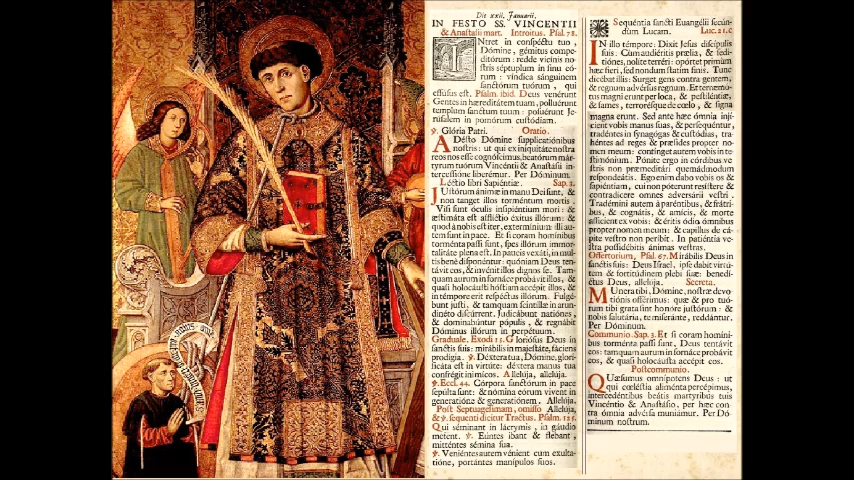 Die xxii. Januarii.
IN FESTO SS. VINCENTII
& Anastasii mart. Introitus. Psal. 78.
INtret in conspéctu tuo,
Dómine, gémitus compe-
ditórum: redde vicínis no-
stris séptuplum in sinu eó-
rum: víndica sánguinem
sanctórum tuórum, qui
effúsus est. Psalm. ibid. Deus venérunt
Gentes in hæreditátem tuam, polluérunt
templum sanctum tuum: posuérunt Je-
rúsalem in pomórum custódiam.
℣. Glória Patri. Oratio.
ADésto Dómine supplicatiónibus
nostris: ut qui ex iniquitáte nostra
reos nos esse cognóscimus, beatórum már-
tyrum tuórum Vincéntii & Anastásii in-
tercessióne liberémur. Per Dóminum.
Léctio libri Sapiéntiæ. Sap. 3.
JUstórum ánimæ in manu Dei sunt, &
non tanget illos torméntum mortis.
Visi sunt óculis insipiéntium mori: &
æstimáta est afflíctio éxitus illórum: &
quod à nobis est iter, extermínium: illi au-
tem sunt in pace. Et si coram homínibus
torménta passi sunt, spes illórum immor-
talitáte plena est. In paucis vexáti, in mul-
tis bene disponéntur: quóniam Deus ten-
távit eos, & invénit illos dignos se. Tam-
quam aurum in fornáce probávit illos, &
quasi holocáusti hóstiam accépit illos, &
in témpore erit respéctus illórum. Fulgé-
bunt justi, & tamquam scintíllæ in arun-
dinéto discúrrent. Judicábunt natiónes,
& dominabúntur pópulis, & regnábit
Dóminus illórum in perpétuum.
Graduale. Exodi 15. Gloriósus Deus in
sanctis suis: mirábilis in majestáte, fáciens
prodígia. ℣. Déxtera tua, Dómine, glori-
ficáta est in virtúte: déxtera manus tua
confrégit inimícos. Allelúja, allelúja.
℣. Eccl. 44. Córpora sanctórum in pace
sepúlta sunt: & nómina eórum vivent in
generatióne & generatiónem. Allelúja.
Post Septuagesimam, omisso Allelúja,
& ℣. sequenti dicitur Tractus. Psalm. 125.
Qui séminant in lácrymis, in gáudio
metent. ℣. Eúntes ibant & flebant,
mitténtes sémina sua.
℣. Veniéntes autem vénient cum exulta-
tióne, portántes manípulos suos.
Sequéntia sancti Evangélii secún-
dùm Lucam. Luc. 21. c
IN illo témpore: Dixit Jesus discípulis
suis: Cùm audiéritis prǽlia, & sedi-
tiónes, nolíte terréri: opórtet primùm
hæc fíeri, sed nondum statim finis. Tunc
dicébat illis: Surget gens contra gentem,
& regnum advérsùs regnum. Et terræmo-
tus magni erunt per loca, & pestiléntiæ,
& fames, terrorésque de cœlo, & signa
magna erunt. Sed ante hæc ómnia injí-
cient vobis manus suas, & persequéntur,
tradéntes in synagógas & custódias, tra-
héntes ad reges & prǽsides propter no-
men meum: contínget autem vobis in te-
stimónium. Pónite ergo in córdibus ve-
stris non præmeditári quemádmodum
respondeátis. Ego enim dabo vobis os &
sapiéntiam, cui non póterunt resístere &
contradícere omnes adversárii vestri.
Tradémini autem à paréntibus, & frátri-
bus, & cognátis, & amícis, & morte
affícient ex vobis: & éritis ódio ómnibus
propter nomen meum: & capíllus de cá-
pite vestro non períbit. In patiéntia ve-
stra possidébitis ánimas vestras.
Offertorium, Psal. 67. Mirábilis Deus in
sanctis suis: Deus Israel, ipse dabit virtú-
tem & fortitúdinem plebi suæ: benedí-
ctus Deus, allelúja. Secreta.
MUnera tibi, Dómine, nostræ devo-
tiónis offérimus: quæ & pro tuó-
rum tibi grata sint honóre justórum: &
nobis salutária, te miseránte, reddántur.
Per Dóminum.
Communio. Sap. 3. Et si coram homíni-
bus torménta passi sunt, Deus tentávit
eos: tamquam aurum in fornáce probávit
eos, & quasi holocáusta accépit eos.
Postcommunio.
QUǽsumus omnípotens Deus: ut
qui cœléstia aliménta percépimus,
intercedéntibus beátis martýribus tuis
Vincéntio & Anastásio, per hæc con-
tra ómnia advérsa muniámur. Per Dó-
minum nostrum.